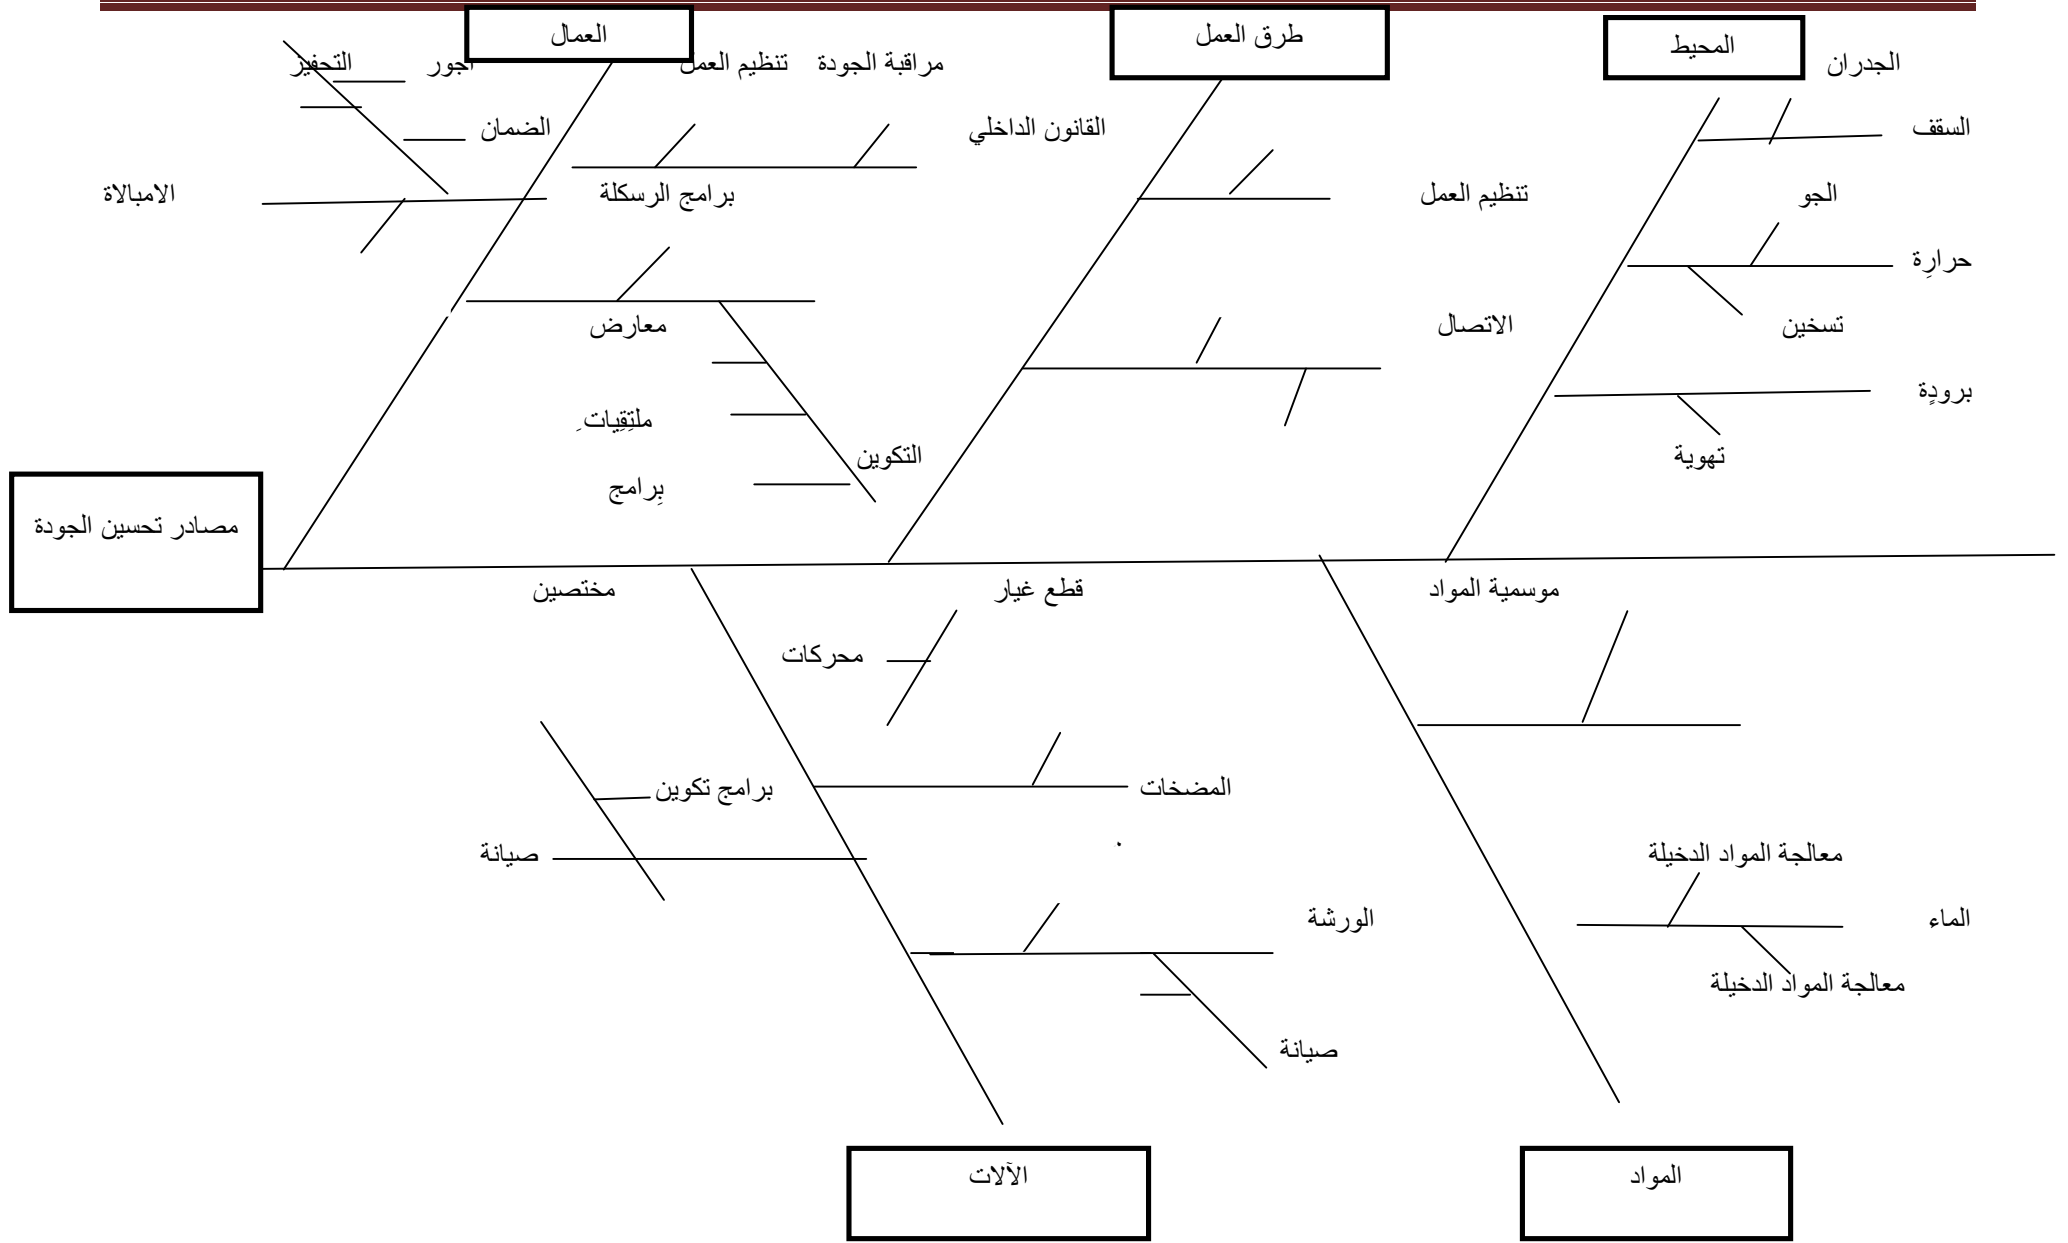 العمال
طرق العمل
المحيط
الجدران
مراقبة الجودة
تنظيم العمل
اجور
التحفيز
السقف
القانون الداخلي
الضمان
الجو
تنظيم العمل
برامج الرسكلة
الامبالاة
حرارة
تسخين
الاتصال
معارض
برودة
ملتقيات
تهوية
التكوين
برامج
مصادر تحسين الجودة
موسمية المواد
قطع غيار
مختصين
محركات
المضخات
برامج تكوين
معالجة المواد الدخيلة
صيانة
الماء
الورشة
معالجة المواد الدخيلة
صيانة
الآلات
المواد